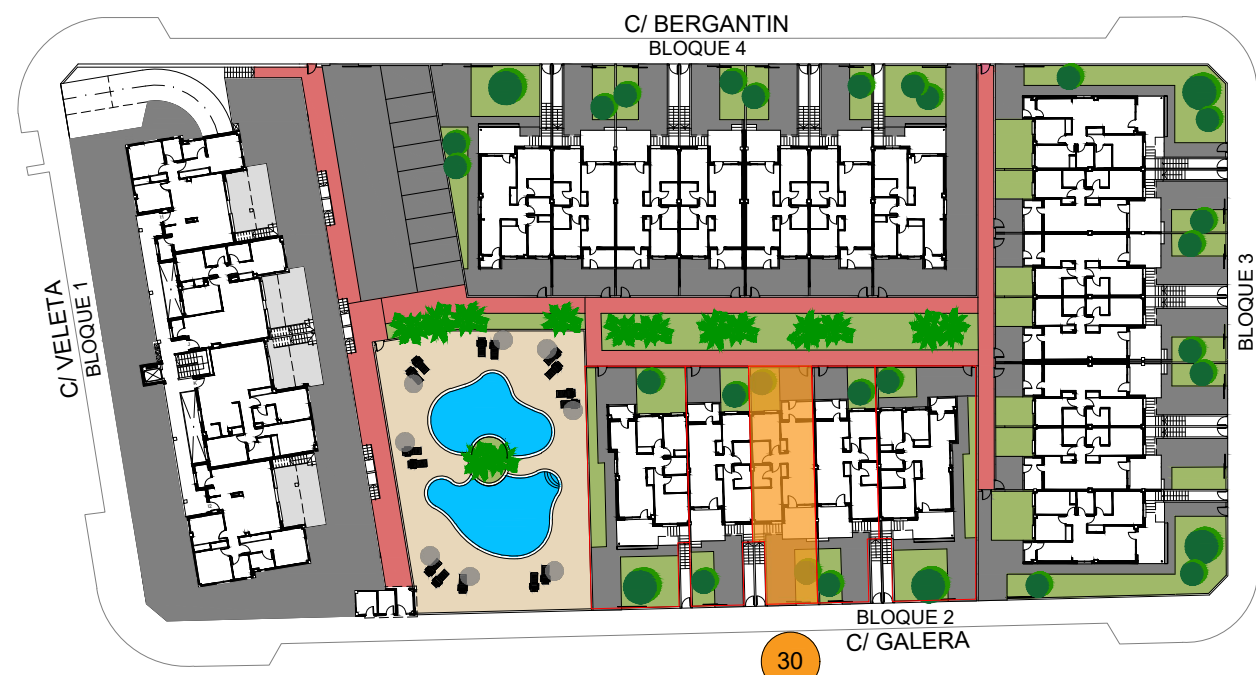 C/ BERGANTIN
BLOQUE 4
C/ VELETA
BLOQUE 1
BLOQUE 3
BLOQUE 2
C/ GALERA
30